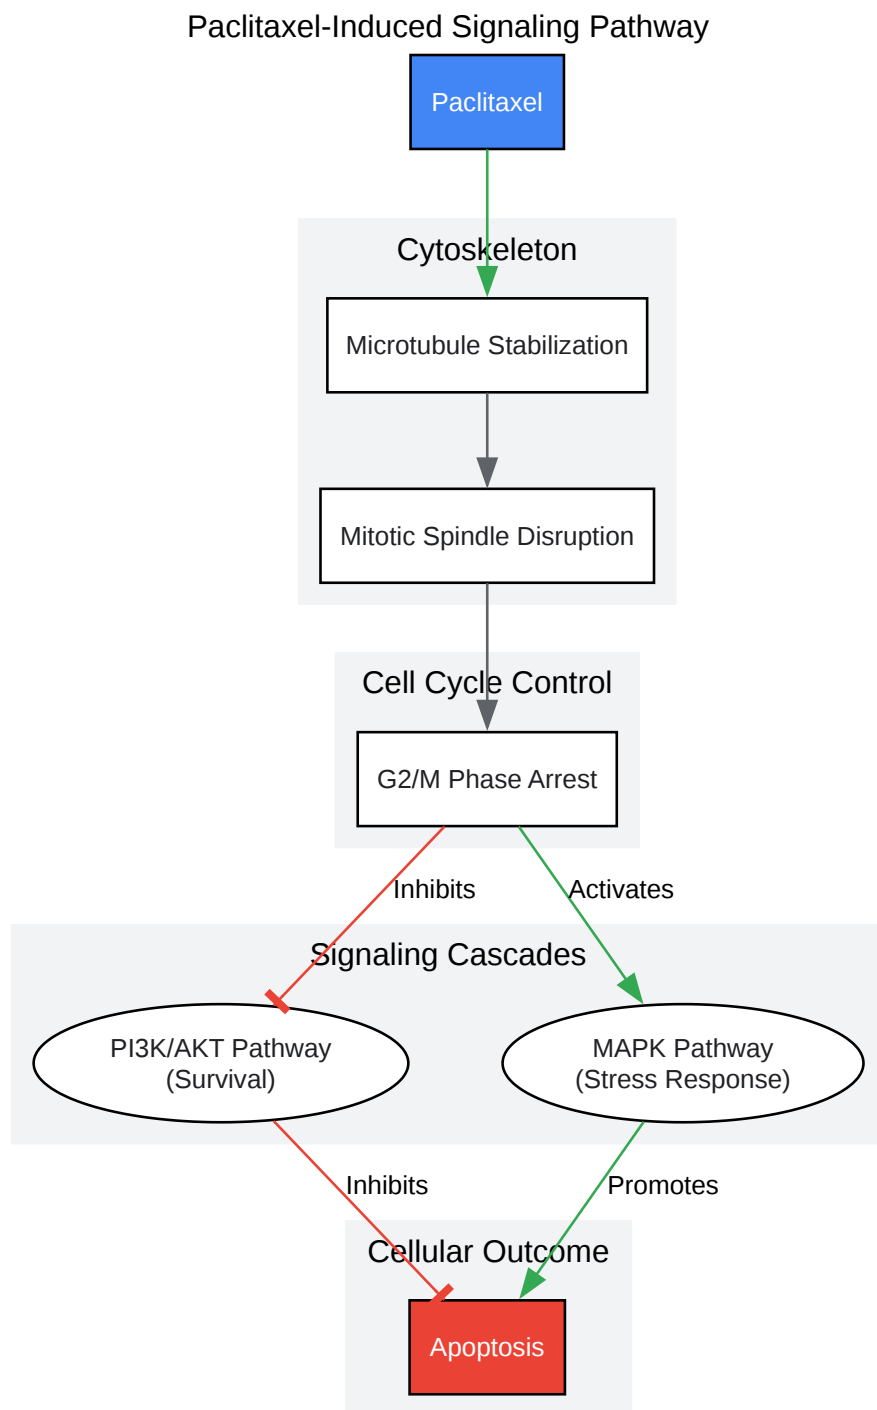 Paclitaxel-Induced Signaling Pathway
Paclitaxel
Cytoskeleton
Microtubule Stabilization
Mitotic Spindle Disruption
Cell Cycle Control
G2/M Phase Arrest
Inhibits
Activates
Signaling Cascades
PI3K/AKT Pathway
(Survival)
MAPK Pathway
(Stress Response)
Inhibits
Promotes
Cellular Outcome
Apoptosis